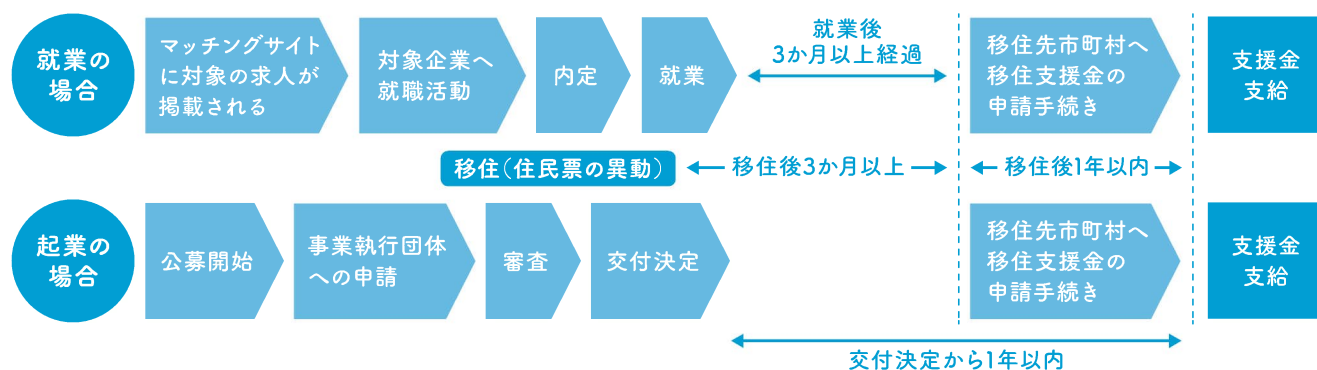 就業の
場合
マッチングサイト
に対象の求人が
掲載される
対象企業へ
就職活動
内定
就業
就業後
3か月以上経過
移住先市町村へ
移住支援金の
申請手続き
支援金
支給
移住（住民票の異動）
移住後3か月以上
移住後1年以内
起業の
場合
公募開始
事業執行団体
への申請
審査
交付決定
移住先市町村へ
移住支援金の
申請手続き
支援金
支給
交付決定から1年以内